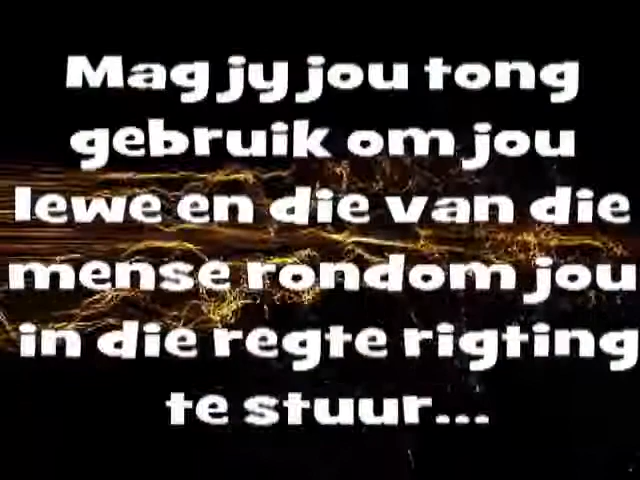 Mag jy jou tong
gebruik om jou
lewe en die van die
mense rondom jou
in die regte rigting
te stuur...